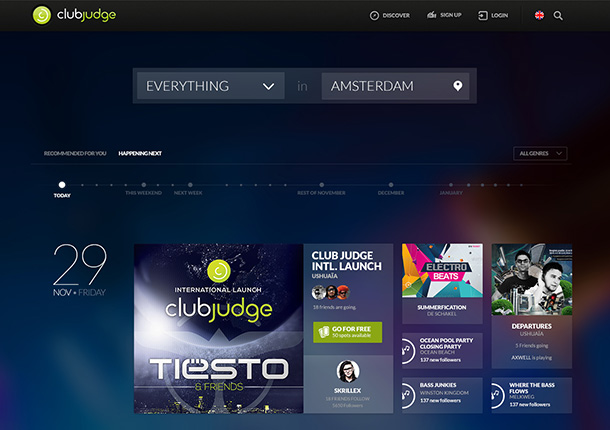 clubjudge
DISCOVER
SIGN UP
LOGIN
EVERYTHING
in
AMSTERDAM
RECOMMENDED FOR YOU
HAPPENING NEXT
ALL GENRES
TODAY
THIS WEEKEND
NEXT WEEK
REST OF NOVEMBER
DECEMBER
JANUARY
29
NOV • FRIDAY
INTERNATIONAL LAUNCH
clubjudge
TIËSTO
& FRIENDS
CLUB JUDGE
INTL. LAUNCH
USHUAÏA
18 friends are going.
GO FOR FREE
50 spots available
SKRILLEX
ELECTRO
BEATS
SUMMERFICATION
DE SCHAREL
OCEAN POOL PARTY
CLOSING PARTY
OCEAN BEACH
137 new followers
BASS JUNKIES
WINSTON KINGDOM
137 new followers
DEPARTURES
USHUAÏA
5 Friends going
AXWELL is playing
WHERE THE BASS
FLOWS
MELKWEG
137 new followers